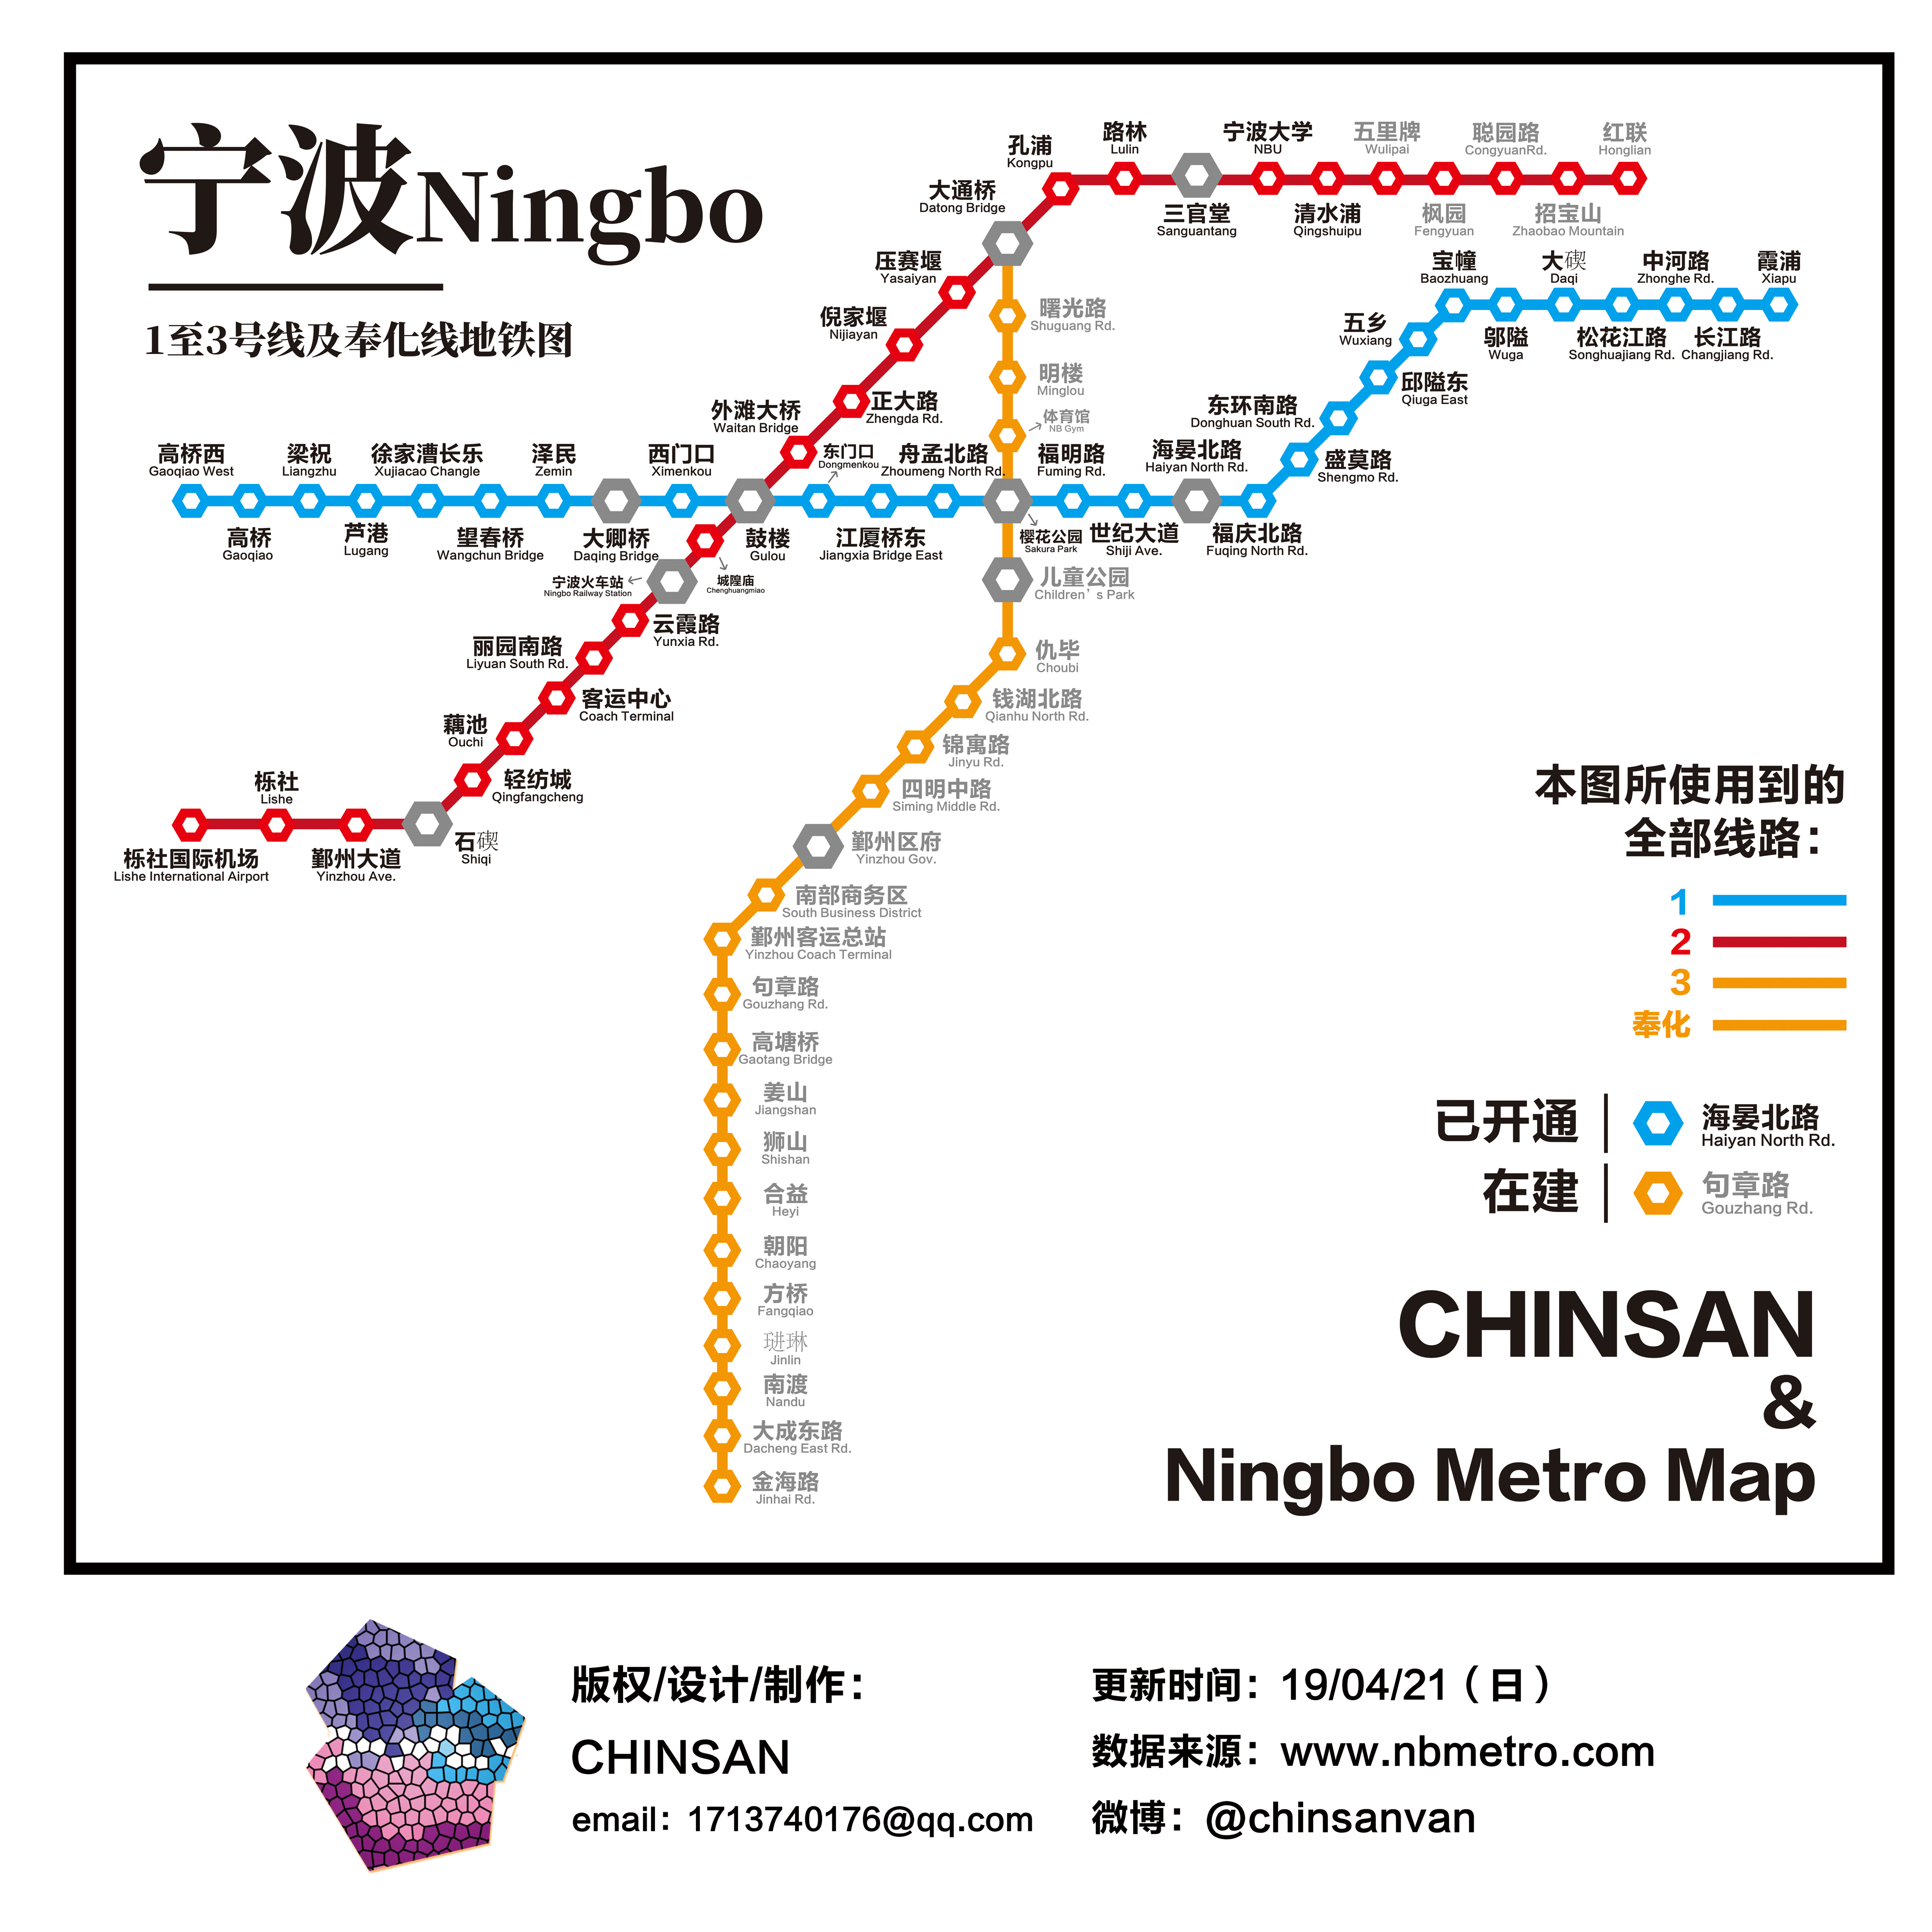 宁波Ningbo
1至3号线及奉化线地铁图
孔浦
Kongpu
路林
Lulin
宁波大学
NBU
五里牌
Wulipai
聪园路
CongyuanRd.
红联
Honglian
大通桥
Datong Bridge
三官堂
Sanguantang
清水浦
Qingshuipu
枫园
Fengyuan
招宝山
Zhaobao Mountain
压赛堰
Yasaiyan
宝幢
Baozhuang
大碶
Daqi
中河路
Zhonghe Rd.
霞浦
Xiapu
曙光路
Shuguang Rd.
倪家堰
Nijiayan
五乡
Wuxiang
邬隘
Wuga
松花江路
Songhuajiang Rd.
长江路
Changjiang Rd.
明楼
Minglou
邱隘东
Qiuga East
正大路
Zhengda Rd.
外滩大桥
Waitan Bridge
体育馆
NB Gym
东环南路
Donghuan South Rd.
高桥西
Gaoqiao West
梁祝
Liangzhu
徐家漕长乐
Xujiacao Changle
泽民
Zemin
西门口
Ximenkou
东门口
Dongmenkou
舟孟北路
Zhoumeng North Rd.
福明路
Fuming Rd.
海晏北路
Haiyan North Rd.
盛莫路
Shengmo Rd.
高桥
Gaoqiao
芦港
Lugang
望春桥
Wangchun Bridge
大卿桥
Daqing Bridge
鼓楼
Gulou
江厦桥东
Jiangxia Bridge East
樱花公园
Sakura Park
世纪大道
Shiji Ave.
福庆北路
Fuqing North Rd.
宁波火车站
Ningbo Railway Station
城隍庙
Chenghuangmiao
儿童公园
Children’s Park
云霞路
Yunxia Rd.
丽园南路
Liyuan South Rd.
仇毕
Choubi
客运中心
Coach Terminal
钱湖北路
Qianhu North Rd.
藕池
Ouchi
锦寓路
Jinyu Rd.
轻纺城
Qingfangcheng
四明中路
Siming Middle Rd.
栎社
Lishe
石碶
Shiqi
鄞州区府
Yinzhou Gov.
栎社国际机场
Lishe International Airport
鄞州大道
Yinzhou Ave.
南部商务区
South Business District
鄞州客运总站
Yinzhou Coach Terminal
句章路
Gouzhang Rd.
高塘桥
Gaotang Bridge
姜山
Jiangshan
狮山
Shishan
合益
Heyi
朝阳
Chaoyang
方桥
Fangqiao
琎琳
Jinlin
南渡
Nandu
大成东路
Dacheng East Rd.
金海路
Jinhai Rd.
本图所使用到的
全部线路：
1
2
3
奉化
已开通
海晏北路
Haiyan North Rd.
在建
句章路
Gouzhang Rd.
CHINSAN
&
Ningbo Metro Map
版权/设计/制作：
CHINSAN
email：1713740176@qq.com
更新时间：19/04/21（日）
数据来源：www.nbmetro.com
微博：@chinsanvan